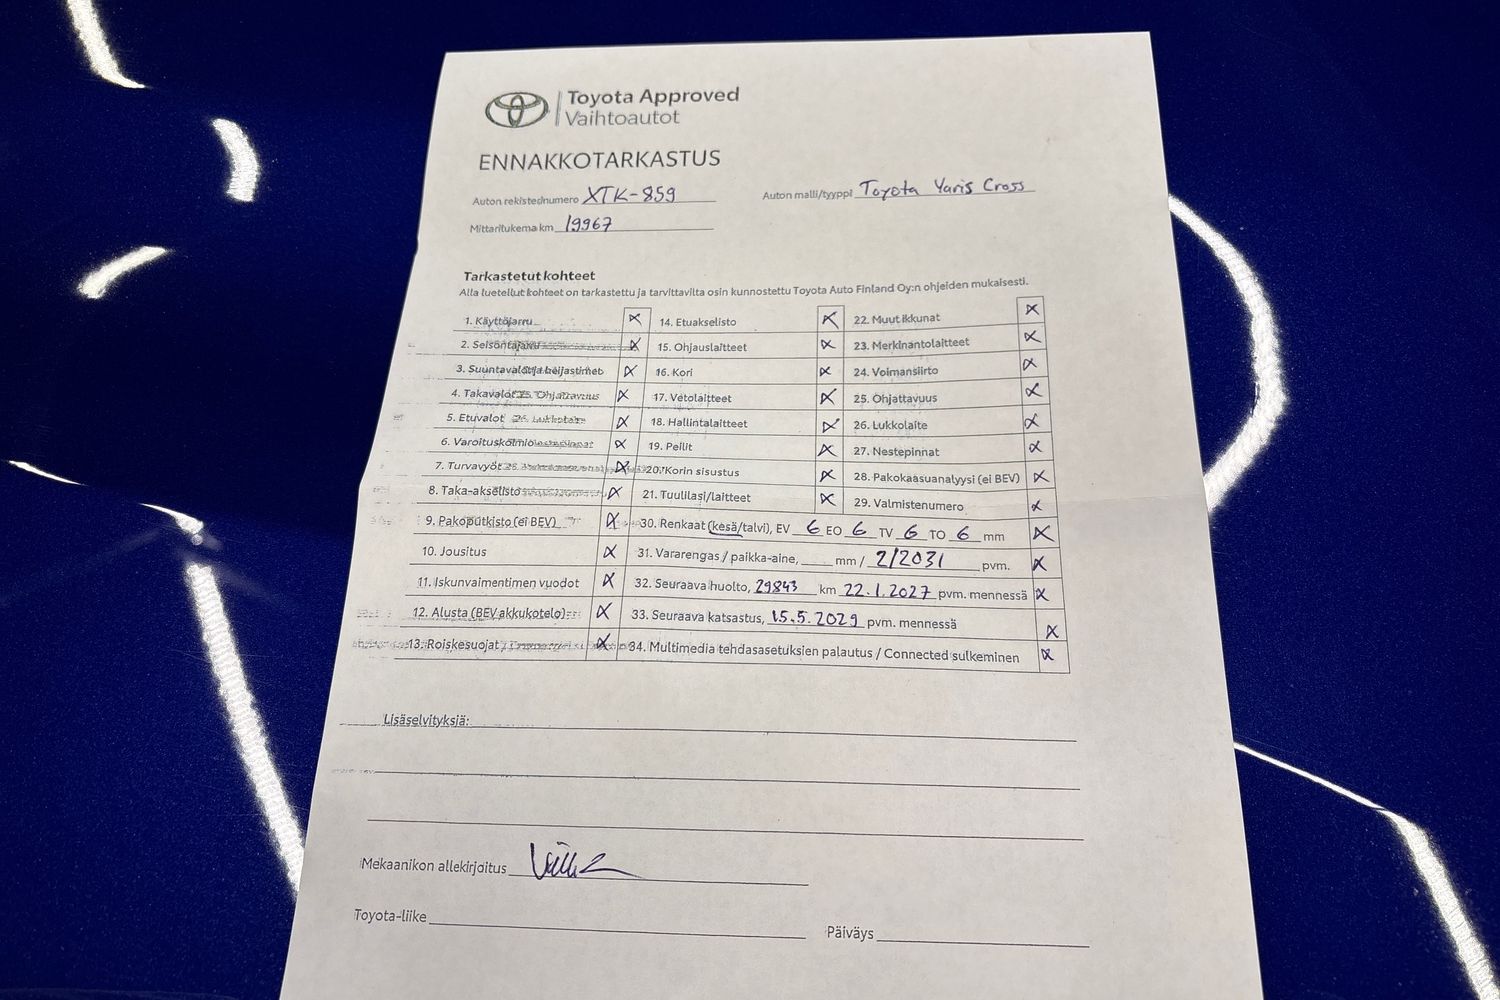 Toyota Approved
Vaihtoautot
ENNAKKOTARKASTUS
Auton rekisterinumero XTK-859 Auton malli/tyyppi Toyota Yaris Cross
Mittarilukema km 19967
Tarkastetut kohteet
Alla luetellut kohteet on tarkastettu ja tarvittavilta osin kunnostettu Toyota Auto Finland Oy:n ohjeiden mukaisesti.
1. Käyttöjarru X 14. Etuakselisto X 22. Muut ikkunat X
2. Seisontajarru X 15. Ohjauslaitteet X 23. Merkinantolaitteet X
3. Suuntavalot ja heijastimet X 16. Kori X 24. Voimansiirto X
4. Takavalot X 17. Vetolaitteet X 25. Ohjattavuus X
5. Etuvalot X 18. Hallintalaitteet X 26. Lukkolaite X
6. Varoituskolmio X 19. Peilit X 27. Nestepinnat X
7. Turvavyöt X 20. Korin sisustus X 28. Pakokaasuanalyysi (ei BEV) X
8. Taka-akselisto X 21. Tuulilasi/laitteet X 29. Valmistenumero X
9. Pakoputkisto (ei BEV) X 30. Renkaat (kesä/talvi), EV 6 EO 6 TV 6 TO 6 mm X
10. Jousitus X 31. Vararengas / paikka-aine, mm / 2/2031 pvm. X
11. Iskunvaimentimen vuodot X 32. Seuraava huolto, 29843 km 22.1.2027 pvm. mennessä X
12. Alusta (BEV akkukotelo) X 33. Seuraava katsastus, 15.5.2029 pvm. mennessä X
13. Roiskesuojat X 34. Multimedia tehdasasetuksien palautus / Connected sulkeminen X
Lisäselvityksiä:
Mekaanikon allekirjoitus
Toyota-liike Päiväys